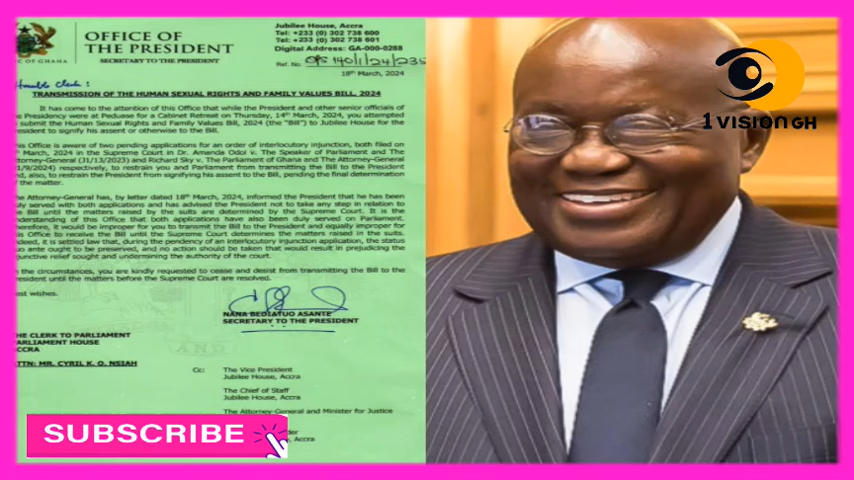 OFFICE OF
THE PRESIDENT
SECRETARY TO THE PRESIDENT
OF GHANA
Jubilee House, Accra
Tel: +233 (0) 302 738 600
Tel: +233 (0) 302 738 601
Digital Address: GA-000-0288
Ref. No. OPS 140/1/24/235
18th March, 2024
Clerk :
TRANSMISSION OF THE HUMAN SEXUAL RIGHTS AND FAMILY VALUES BILL, 2024
It has come to the attention of this Office that while the President and other senior officials of
Presidency were at Peduase for a Cabinet Retreat on Thursday, 14th March, 2024, you attempted
submit the Human Sexual Rights and Family Values Bill, 2024 (the "Bill") to Jubilee House for the
President to signify his assent or otherwise to the Bill.
This Office is aware of two pending applications for an order of interlocutory injunction, both filed on
March, 2024 in the Supreme Court in Dr. Amanda Odoi v. The Speaker of Parliament and The
Attorney-General (J1/13/2023) and Richard Sky v. The Parliament of Ghana and The Attorney-General
(J1/9/2024) respectively, to restrain you and Parliament from transmitting the Bill to the President
and, also, to restrain the President from signifying his assent to the Bill, pending the final determination
of the matter.
The Attorney-General has, by letter dated 18th March, 2024, informed the President that he has been
duly served with both applications and has advised the President not to take any step in relation to
the Bill until the matters raised by the suits are determined by the Supreme Court. It is the
understanding of this Office that both applications have also been duly served on Parliament.
Therefore, it would be improper for you to transmit the Bill to the President and equally improper for
this Office to receive the Bill until the Supreme Court determines the matters raised in the suits.
Indeed, it is settled law that, during the pendency of an interlocutory injunction application, the status
quo ante ought to be preserved, and no action should be taken that would result in prejudicing the
injunctive relief sought and undermining the authority of the court.
In the circumstances, you are kindly requested to cease and desist from transmitting the Bill to the
President until the matters before the Supreme Court are resolved.
Best wishes.
NANA BEDIATUO ASANTE
SECRETARY TO THE PRESIDENT
THE CLERK TO PARLIAMENT
PARLIAMENT HOUSE
ACCRA
ATTN: MR. CYRIL K. O. NSIAH
Cc: The Vice President
Jubilee House, Accra
The Chief of Staff
Jubilee House, Accra
The Attorney-General and Minister for Justice
Accra
SUBSCRIBE
1VISIONGH